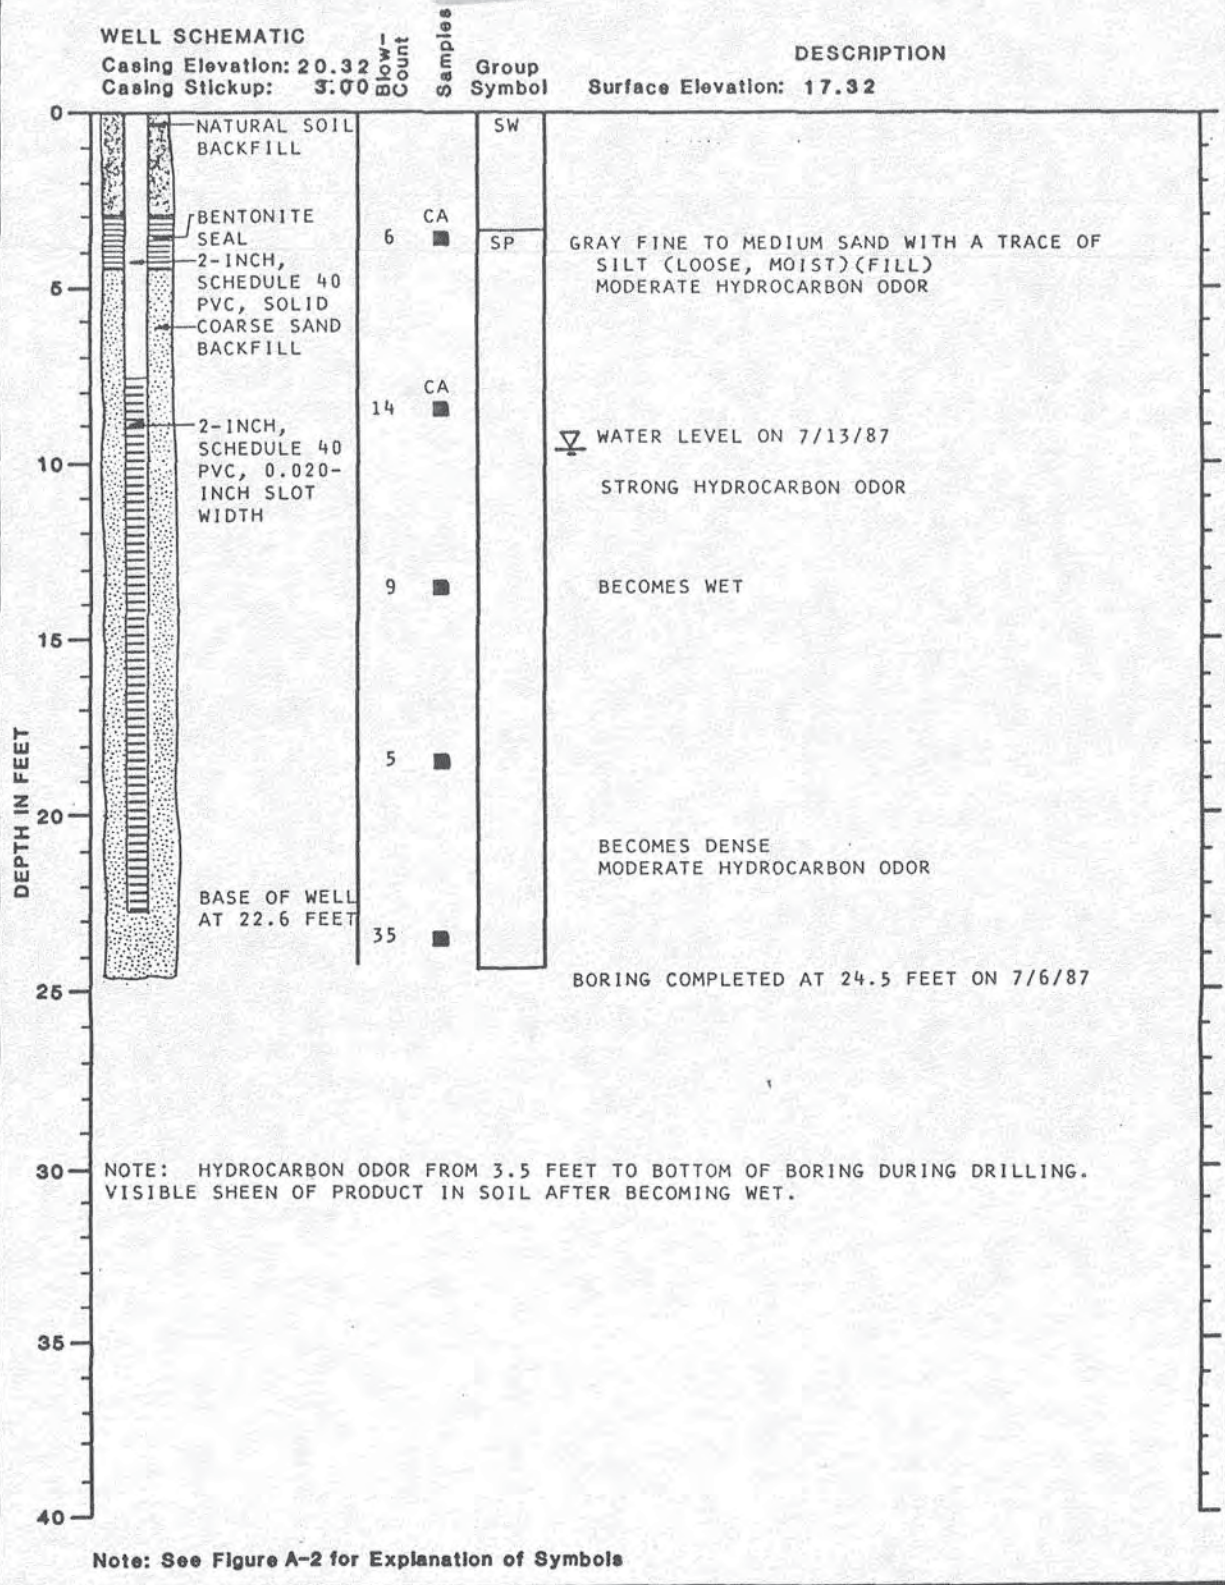 WELL SCHEMATIC
Casing Elevation: 20.32
Casing Stickup: 3.00
Blow-Count
Samples
Group Symbol
DESCRIPTION
Surface Elevation: 17.32
0
NATURAL SOIL
BACKFILL
SW
BENTONITE
SEAL
CA
6
SP
GRAY FINE TO MEDIUM SAND WITH A TRACE OF
SILT (LOOSE, MOIST)(FILL)
MODERATE HYDROCARBON ODOR
2-INCH,
SCHEDULE 40
PVC, SOLID
5
COARSE SAND
BACKFILL
CA
14
2-INCH,
SCHEDULE 40
PVC, 0.020-
INCH SLOT
WIDTH
WATER LEVEL ON 7/13/87
10
STRONG HYDROCARBON ODOR
9
BECOMES WET
15
5
DEPTH IN FEET
20
BECOMES DENSE
MODERATE HYDROCARBON ODOR
BASE OF WELL
AT 22.6 FEET
35
BORING COMPLETED AT 24.5 FEET ON 7/6/87
25
30
NOTE: HYDROCARBON ODOR FROM 3.5 FEET TO BOTTOM OF BORING DURING DRILLING.
VISIBLE SHEEN OF PRODUCT IN SOIL AFTER BECOMING WET.
35
40
Note: See Figure A-2 for Explanation of Symbols